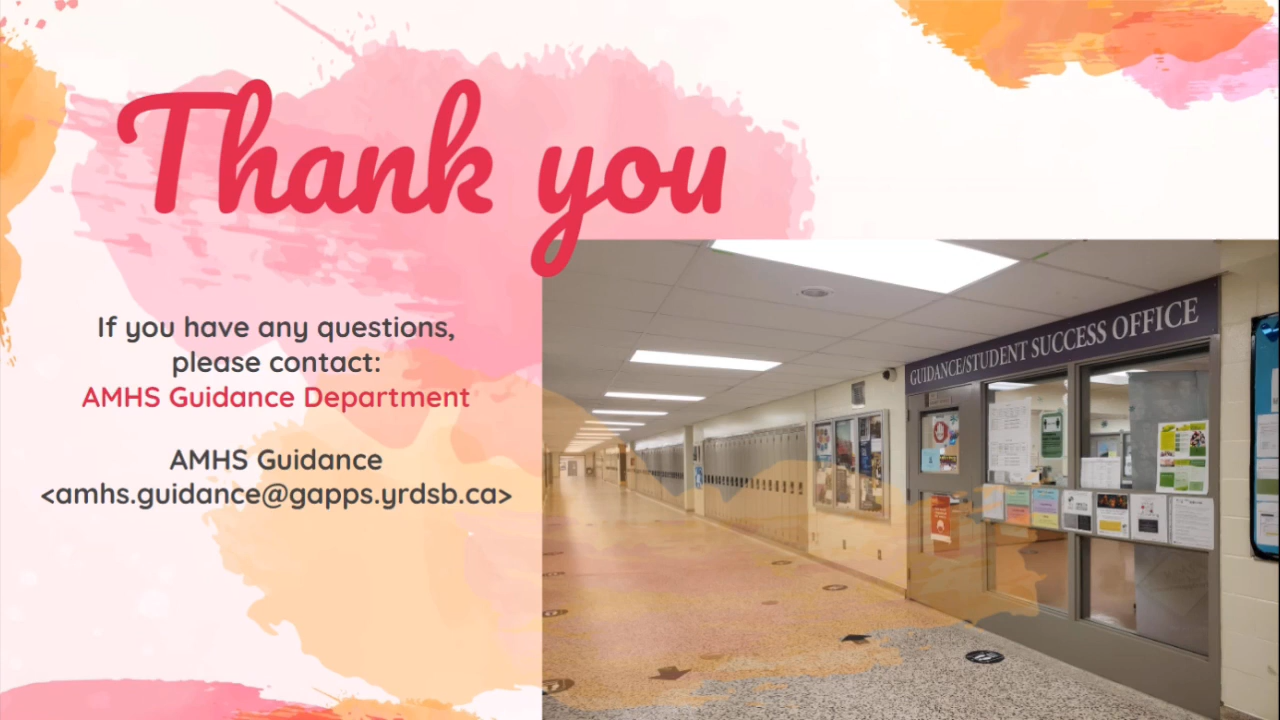 Thank you
If you have any questions,
please contact:
AMHS Guidance Department
AMHS Guidance
<amhs.guidance@gapps.yrdsb.ca>
GUIDANCE/STUDENT SUCCESS OFFICE